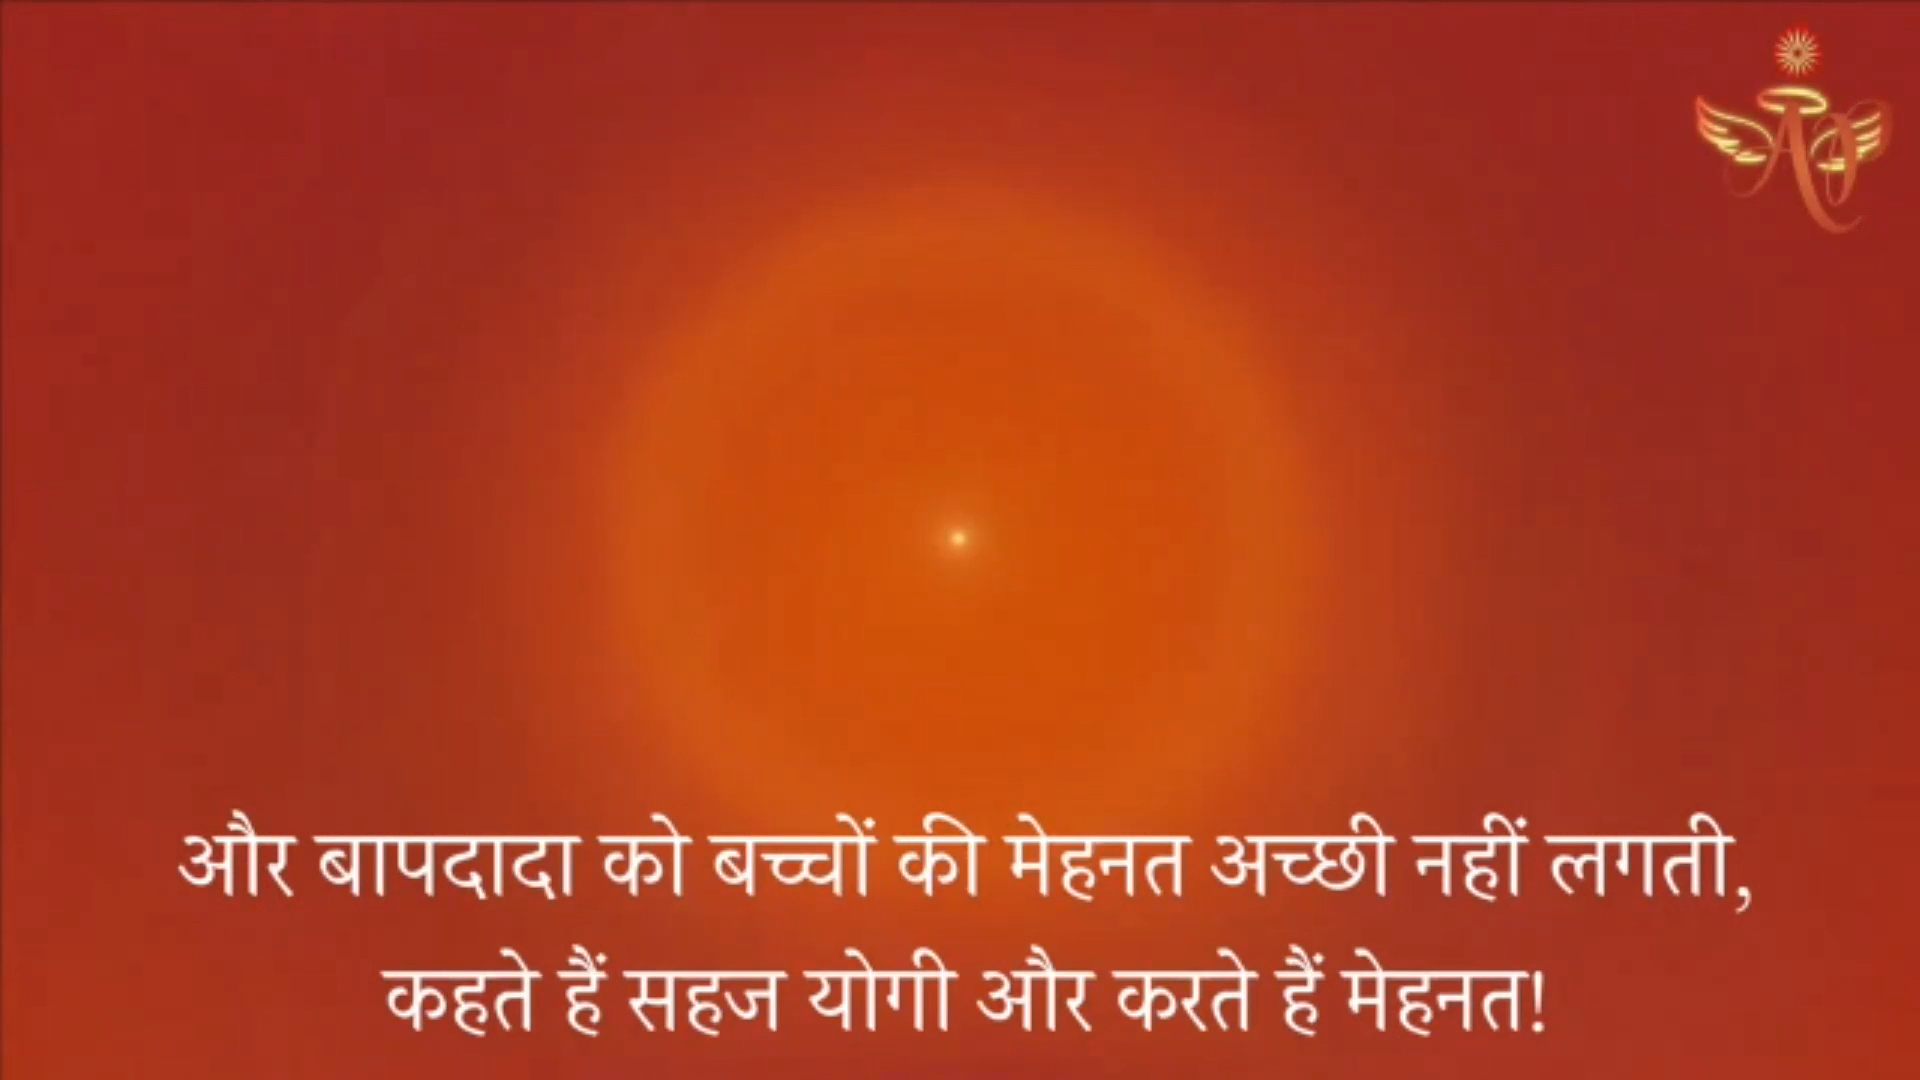 और बापदादा को बच्चों की मेहनत अच्छी नहीं लगती,
कहते हैं सहज योगी और करते हैं मेहनत!